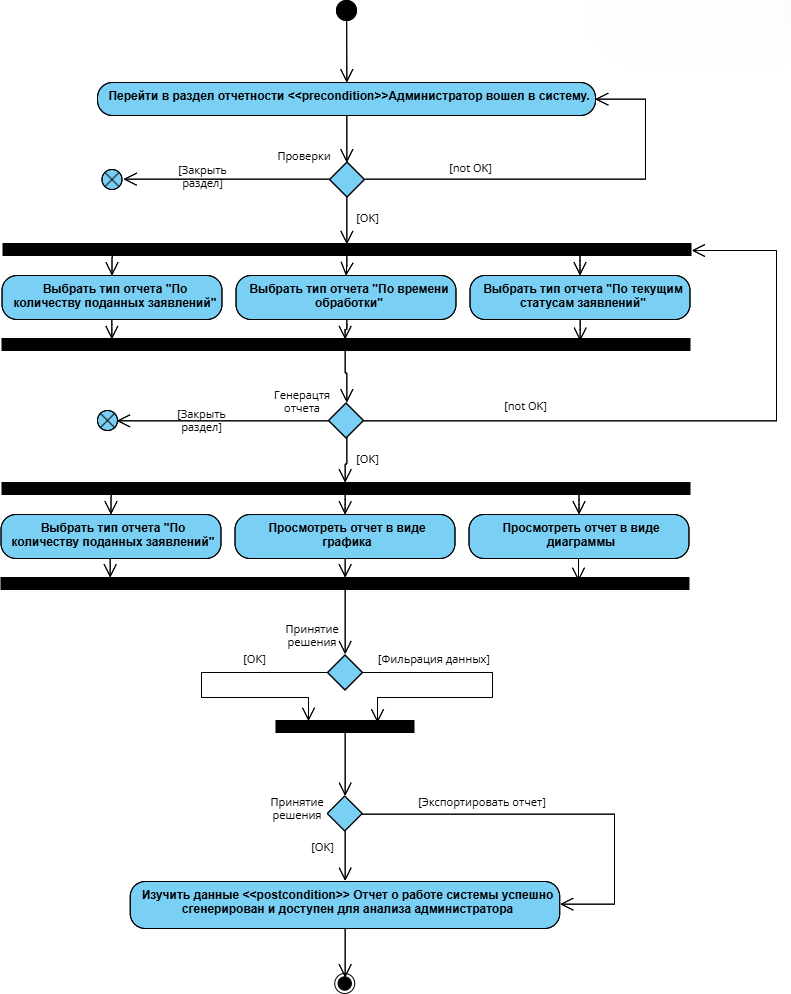 Перейти в раздел отчетности <<precondition>>Администратор вошел в систему.
Проверки
[Закрыть
раздел]
[not OK]
[OK]
Выбрать тип отчета "По
количеству поданных заявлений"
Выбрать тип отчета "По времени
обработки"
Выбрать тип отчета "По текущим
статусам заявлений"
Генерацтя
отчета
[Закрыть
раздел]
[not OK]
[OK]
Выбрать тип отчета "По
количеству поданных заявлений"
Просмотреть отчет в виде
графика
Просмотреть отчет в виде
диаграммы
Принятие
решения
[OK]
[Фильрация данных]
Принятие
решения
[Экспортировать отчет]
[OK]
Изучить данные <<postcondition>> Отчет о работе системы успешно
сгенерирован и доступен для анализа администратора